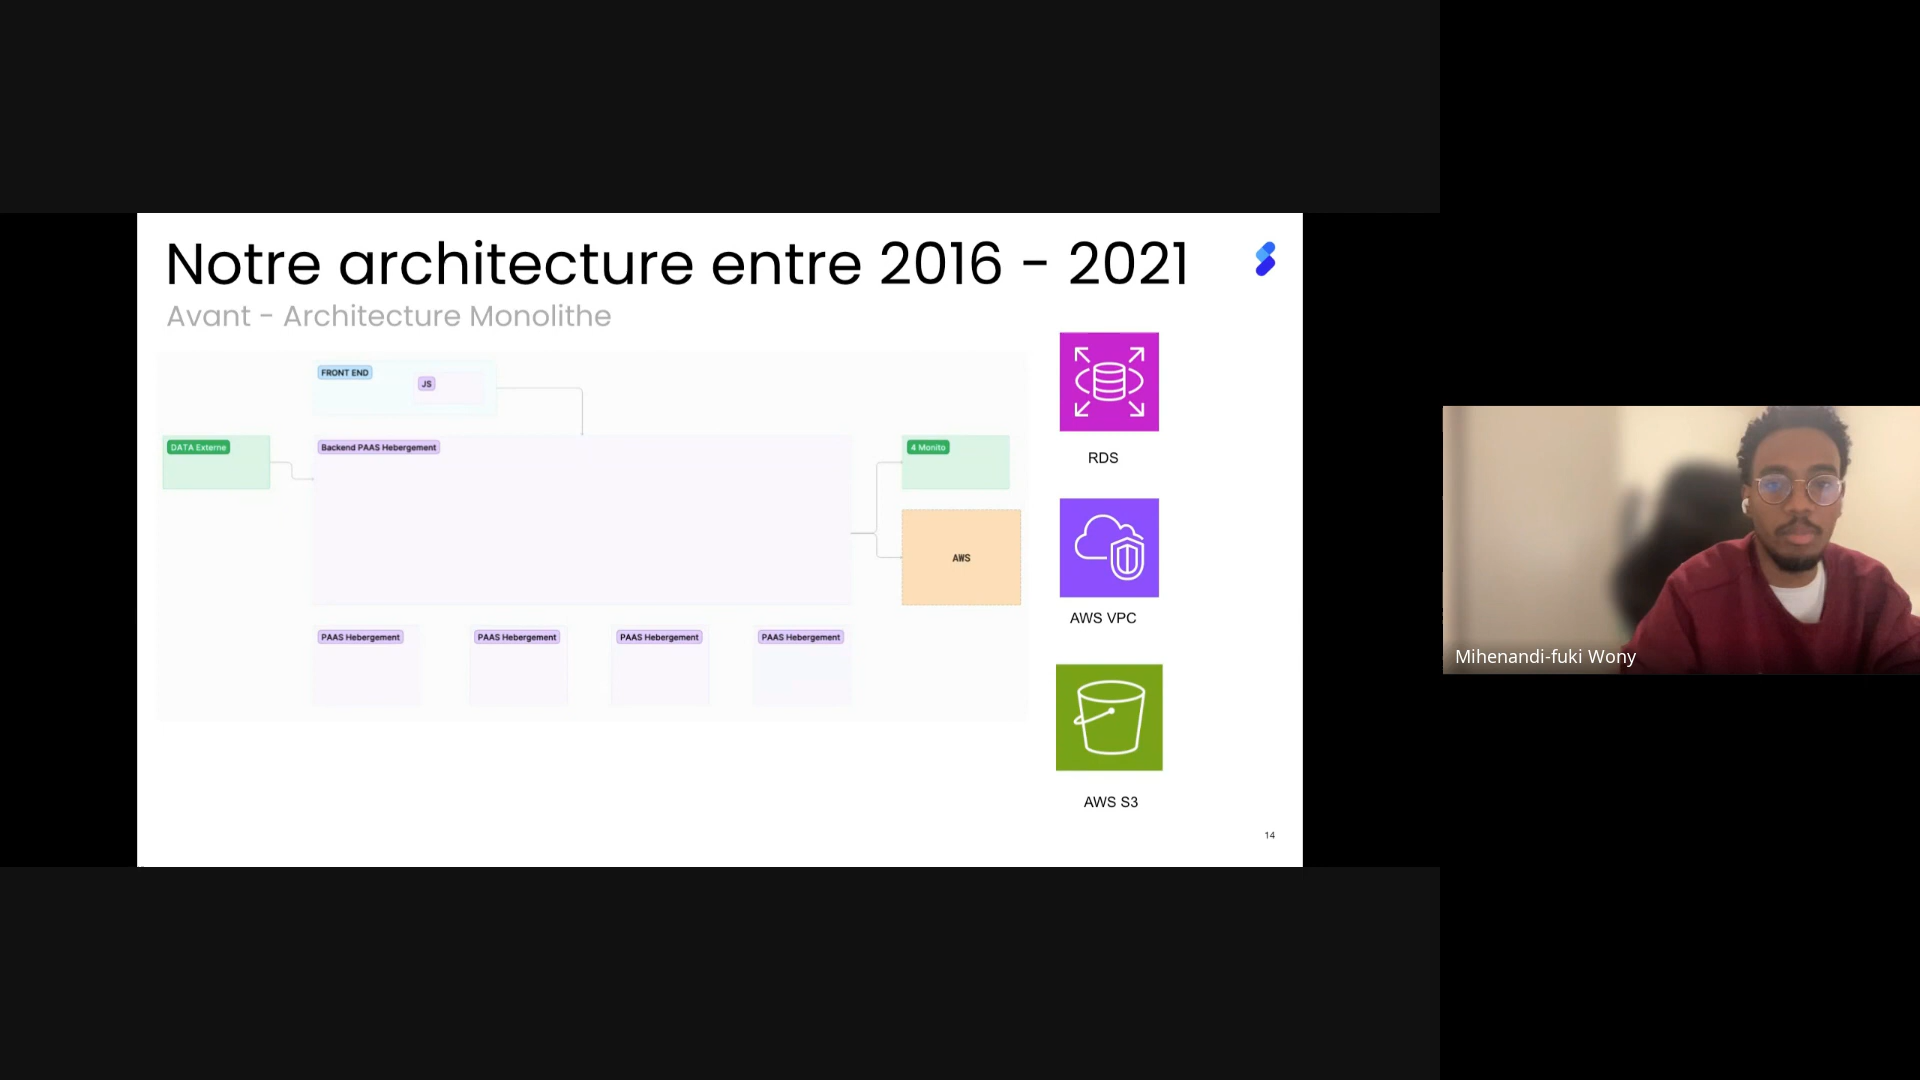 Notre architecture entre 2016 - 2021
Avant - Architecture Monolithe
FRONT END
JS
DATA Externe
Backend PAAS Hebergement
4 Monito
AWS
PAAS Hebergement
PAAS Hebergement
PAAS Hebergement
PAAS Hebergement
RDS
AWS VPC
AWS S3
14
Mihenandi-fuki Wony